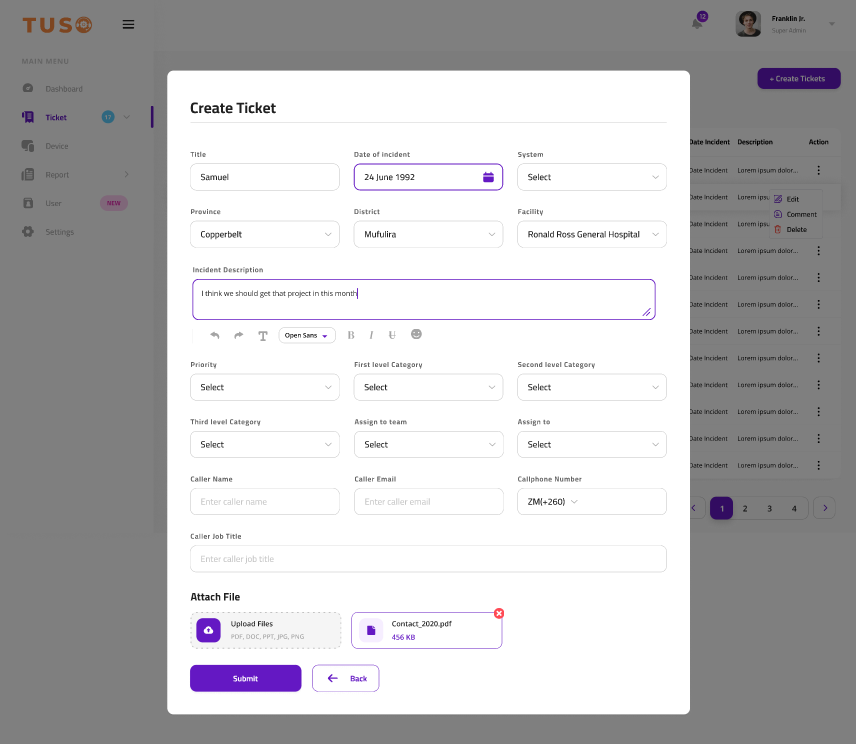 TUSO
12
Franklin Jr.
Super Admin
MAIN MENU
Dashboard
Ticket 17
Device
Report
User NEW
Settings
+ Create Tickets
Date Incident Description Action
Date Incident Lorem ipsum dolor...
Date Incident Lorem ipsu
Edit
Comment
Delete
Date Incident Lorem ipsum dolor...
Date Incident Lorem ipsum dolor...
Date Incident Lorem ipsum dolor...
Date Incident Lorem ipsum dolor...
Date Incident Lorem ipsum dolor...
Date Incident Lorem ipsum dolor...
Date Incident Lorem ipsum dolor...
Date Incident Lorem ipsum dolor...
Date Incident Lorem ipsum dolor...
1 2 3 4
Create Ticket
Title Date of Incident System
Samuel 24 June 1992 Select
Province District Facility
Copperbelt Mufulira Ronald Ross General Hospital
Incident Description
I think we should get that project in this month
T Open Sans B I U
Priority First level Category Second level Category
Select Select Select
Third level Category Assign to team Assign to
Select Select Select
Caller Name Caller Email Callphone Number
Enter caller name Enter caller email ZM(+260)
Caller Job Title
Enter caller job title
Attach File
Upload Files
PDF, DOC, PPT, JPG, PNG
Contact_2020.pdf
456 KB
Submit Back